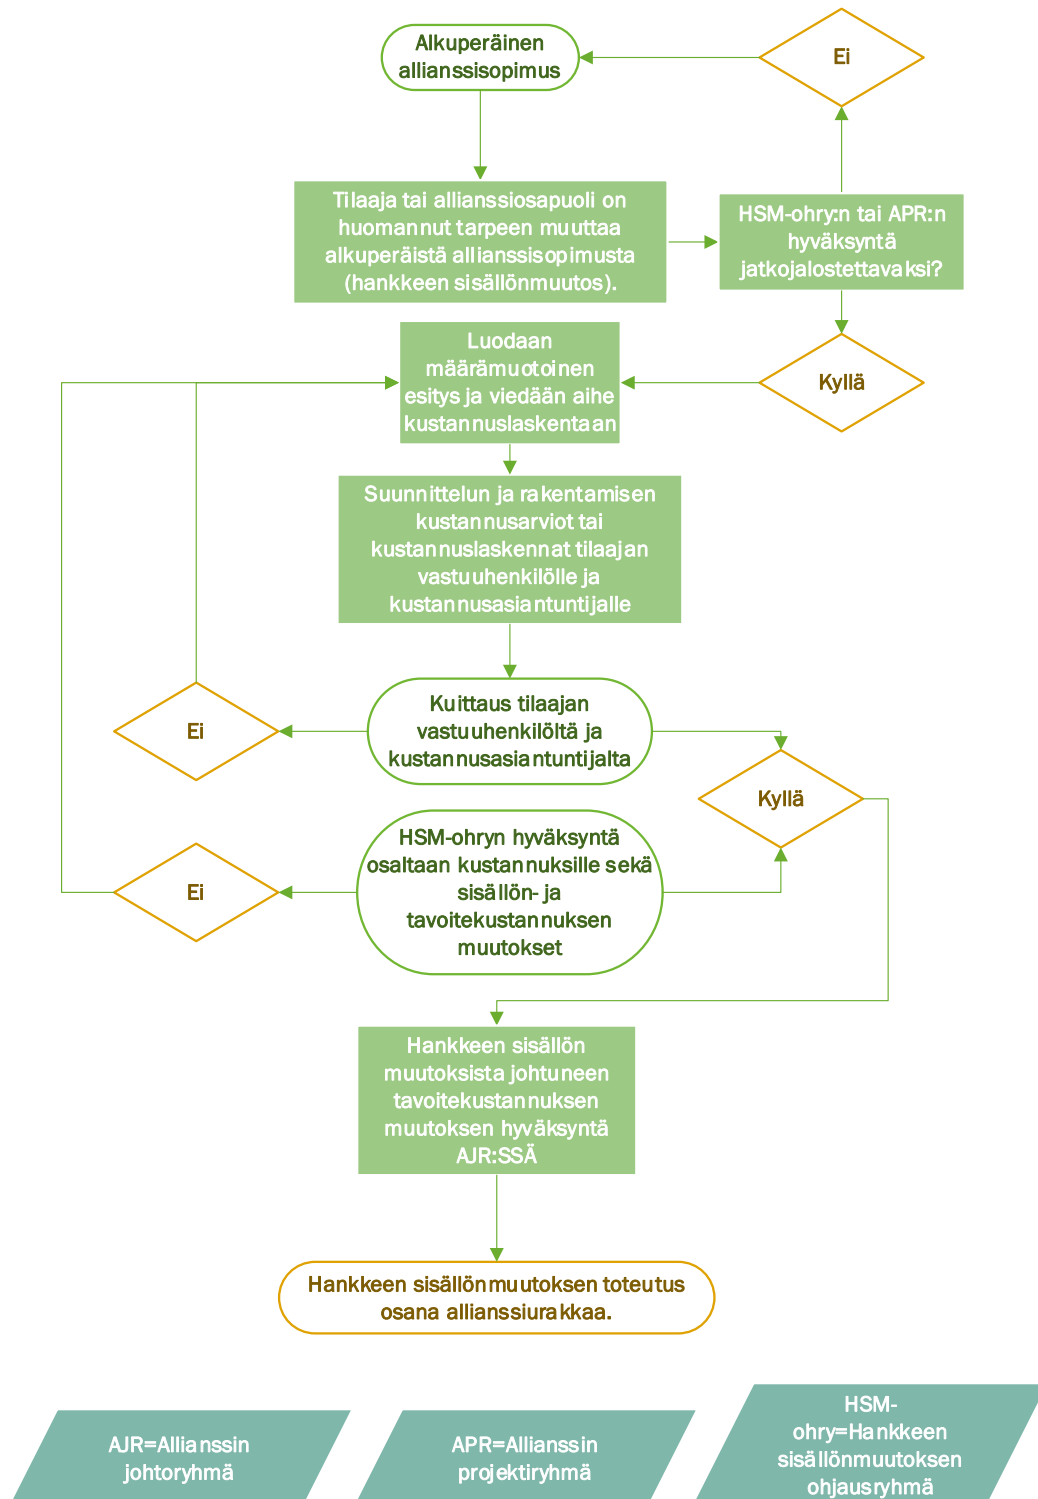 Alkuperäinen
allianssisopimus
Ei
Tilaaja tai allianssiosapuoli on
huomannut tarpeen muuttaa
alkuperäistä allianssisopimusta
(hankkeen sisällönmuutos).
HSM-ohry:n tai APR:n
hyväksyntä
jatkojalostettavaksi?
Luodaan
määrämuotoinen
esitys ja viedään aihe
kustannuslaskentaan
Kyllä
Suunnittelun ja rakentamisen
kustannusarviot tai
kustannuslaskennat tilaajan
vastuuhenkilölle ja
kustannusasiantuntijalle
Kuittaus tilaajan
vastuuhenkilöltä ja
kustannusasiantuntijalta
Ei
Kyllä
HSM-ohryn hyväksyntä
osaltaan kustannuksille sekä
sisällön- ja
tavoitekustannuksen
muutokset
Ei
Hankkeen sisällön
muutoksista johtuneen
tavoitekustannuksen
muutoksen hyväksyntä
AJR:SSÄ
Hankkeen sisällönmuutoksen toteutus
osana allianssiurakkaa.
AJR=Allianssin
johtoryhmä
APR=Allianssin
projektiryhmä
HSM-
ohry=Hankkeen
sisällönmuutoksen
ohjausryhmä